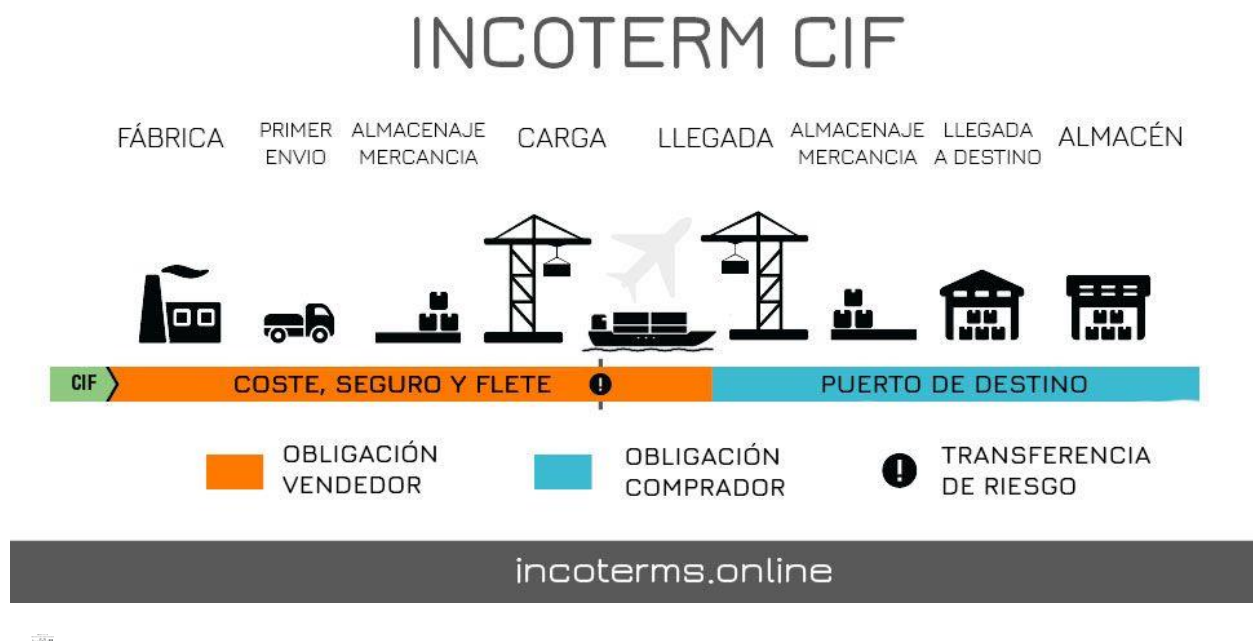 INCOTERM CIF
FÁBRICA
PRIMER
ENVIO
ALMACENAJE
MERCANCIA
CARGA
LLEGADA
ALMACENAJE
MERCANCIA
LLEGADA
A DESTINO
ALMACÉN
CIF
COSTE, SEGURO Y FLETE
PUERTO DE DESTINO
OBLIGACIÓN
VENDEDOR
OBLIGACIÓN
COMPRADOR
TRANSFERENCIA
DE RIESGO
incoterms.online